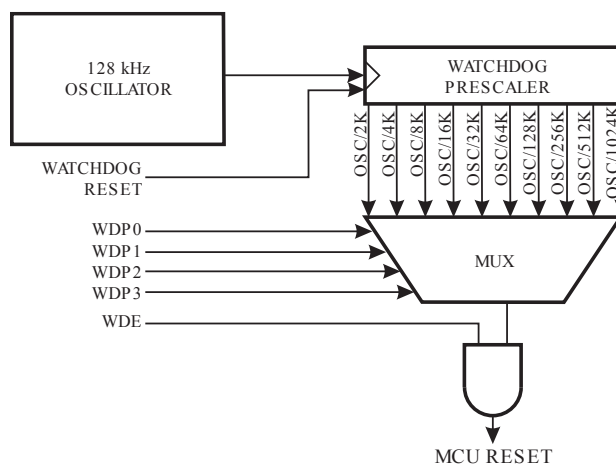 128 kHz
OSCILLATOR
WATCHDOG
PRESCALER
OSC/2K
OSC/4K
OSC/8K
OSC/16K
OSC/32K
OSC/64K
OSC/128K
OSC/256K
OSC/512K
OSC/1024K
WATCHDOG
RESET
WDP0
WDP1
WDP2
WDP3
MUX
WDE
MCU RESET